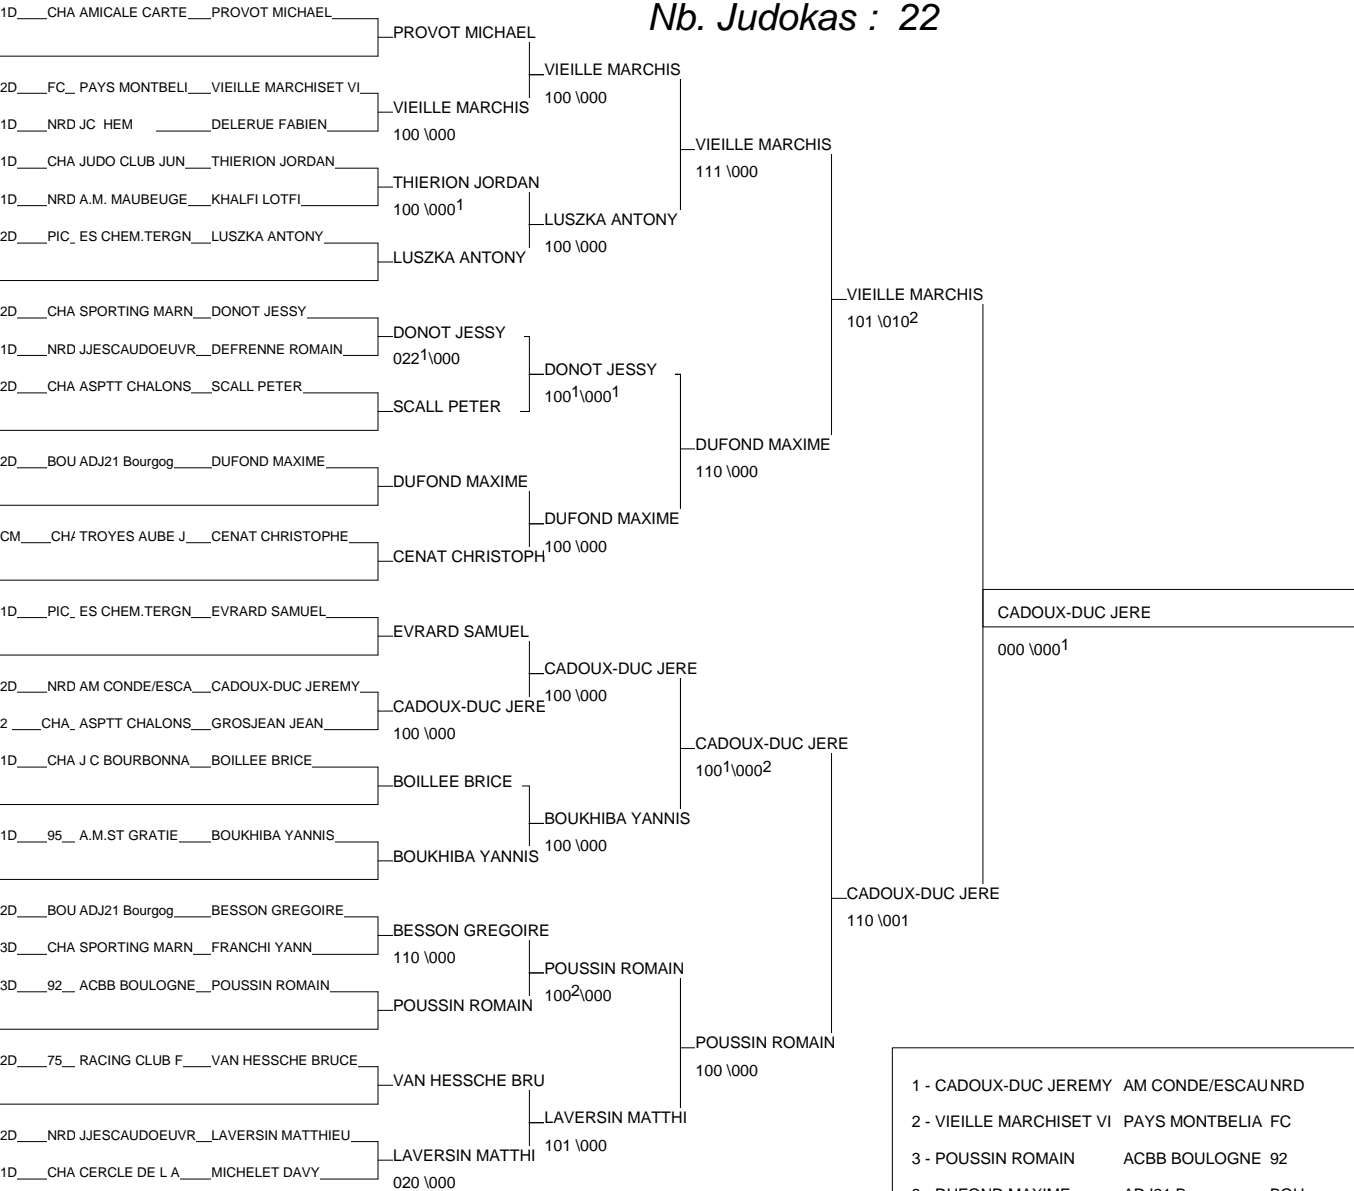 Nb. Judokas : 22
1D CHA AMICALE CARTE PROVOT MICHAEL
PROVOT MICHAEL
VIEILLE MARCHIS
100 \000
2D FC_ PAYS MONTBELI VIEILLE MARCHISET VI
VIEILLE MARCHIS
100 \000
1D NRD JC HEM DELERUE FABIEN
VIEILLE MARCHIS
111 \000
1D CHA JUDO CLUB JUN THIERION JORDAN
THIERION JORDAN
100 \0001
1D NRD A.M. MAUBEUGE KHALFI LOTFI
LUSZKA ANTONY
100 \000
2D PIC_ ES CHEM.TERGN LUSZKA ANTONY
LUSZKA ANTONY
VIEILLE MARCHIS
101 \0102
2D CHA SPORTING MARN DONOT JESSY
DONOT JESSY
0221\000
1D NRD JJESCAUDOEUVR DEFRENNE ROMAIN
DONOT JESSY
1001\0001
2D CHA ASPTT CHALONS SCALL PETER
SCALL PETER
DUFOND MAXIME
110 \000
2D BOU ADJ21 Bourgog DUFOND MAXIME
DUFOND MAXIME
DUFOND MAXIME
100 \000
CM CHA TROYES AUBE J CENAT CHRISTOPHE
CENAT CHRISTOPH
CADOUX-DUC JERE
000 \0001
1D PIC_ ES CHEM.TERGN EVRARD SAMUEL
EVRARD SAMUEL
CADOUX-DUC JERE
100 \000
2D NRD AM CONDE/ESCA CADOUX-DUC JEREMY
CADOUX-DUC JERE
100 \000
2 CHA_ ASPTT CHALONS GROSJEAN JEAN
CADOUX-DUC JERE
1001\0002
1D CHA J C BOURBONNA BOILLEE BRICE
BOILLEE BRICE
BOUKHIBA YANNIS
100 \000
1D 95_ A.M.ST GRATIE BOUKHIBA YANNIS
BOUKHIBA YANNIS
CADOUX-DUC JERE
110 \001
2D BOU ADJ21 Bourgog BESSON GREGOIRE
BESSON GREGOIRE
110 \000
3D CHA SPORTING MARN FRANCHI YANN
POUSSIN ROMAIN
1002\000
3D 92_ ACBB BOULOGNE POUSSIN ROMAIN
POUSSIN ROMAIN
POUSSIN ROMAIN
100 \000
2D 75_ RACING CLUB F VAN HESSCHE BRUCE
VAN HESSCHE BRU
LAVERSIN MATTHI
101 \000
2D NRD JJESCAUDOEUVR LAVERSIN MATTHIEU
LAVERSIN MATTHI
020 \000
1D CHA CERCLE DE L A MICHELET DAVY
1 - CADOUX-DUC JEREMY AM CONDE/ESCAU NRD
2 - VIEILLE MARCHISET VI PAYS MONTBELIA FC
3 - POUSSIN ROMAIN ACBB BOULOGNE 92